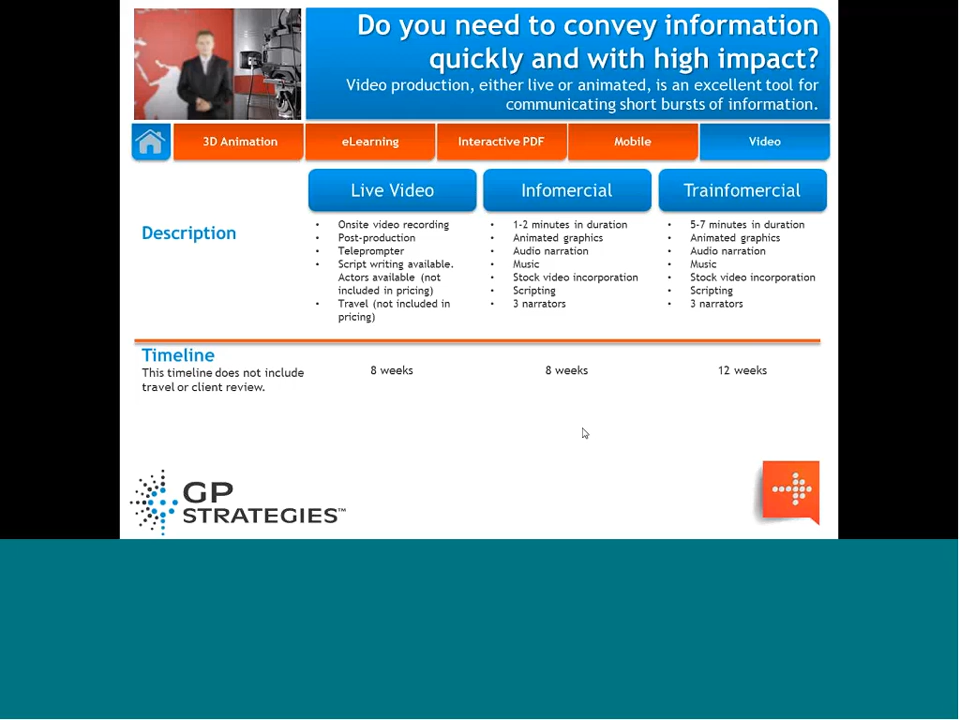 Do you need to convey information
quickly and with high impact?
Video production, either live or animated, is an excellent tool for
communicating short bursts of information.
3D Animation
eLearning
Interactive PDF
Mobile
Video
Live Video
Infomercial
Trainfomercial
Description
• Onsite video recording
• Post-production
• Teleprompter
• Script writing available.
Actors available (not
included in pricing)
• Travel (not included in
pricing)
• 1-2 minutes in duration
• Animated graphics
• Audio narration
• Music
• Stock video incorporation
• Scripting
• 3 narrators
• 5-7 minutes in duration
• Animated graphics
• Audio narration
• Music
• Stock video incorporation
• Scripting
• 3 narrators
Timeline
This timeline does not include
travel or client review.
8 weeks
8 weeks
12 weeks
GP
STRATEGIES™